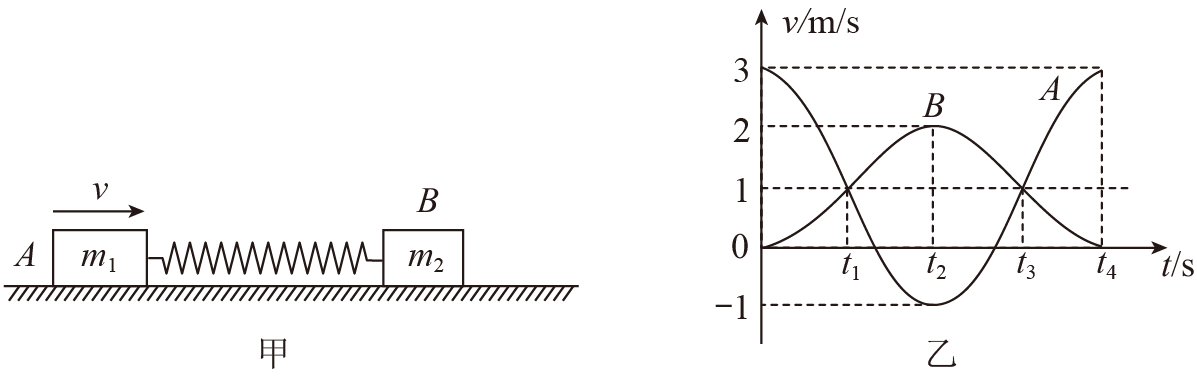 v
B
A
m₁
m₂
甲
v/m/s
3
A
B
2
1
0
t₁
t₂
t₃
t₄
t/s
−1
乙